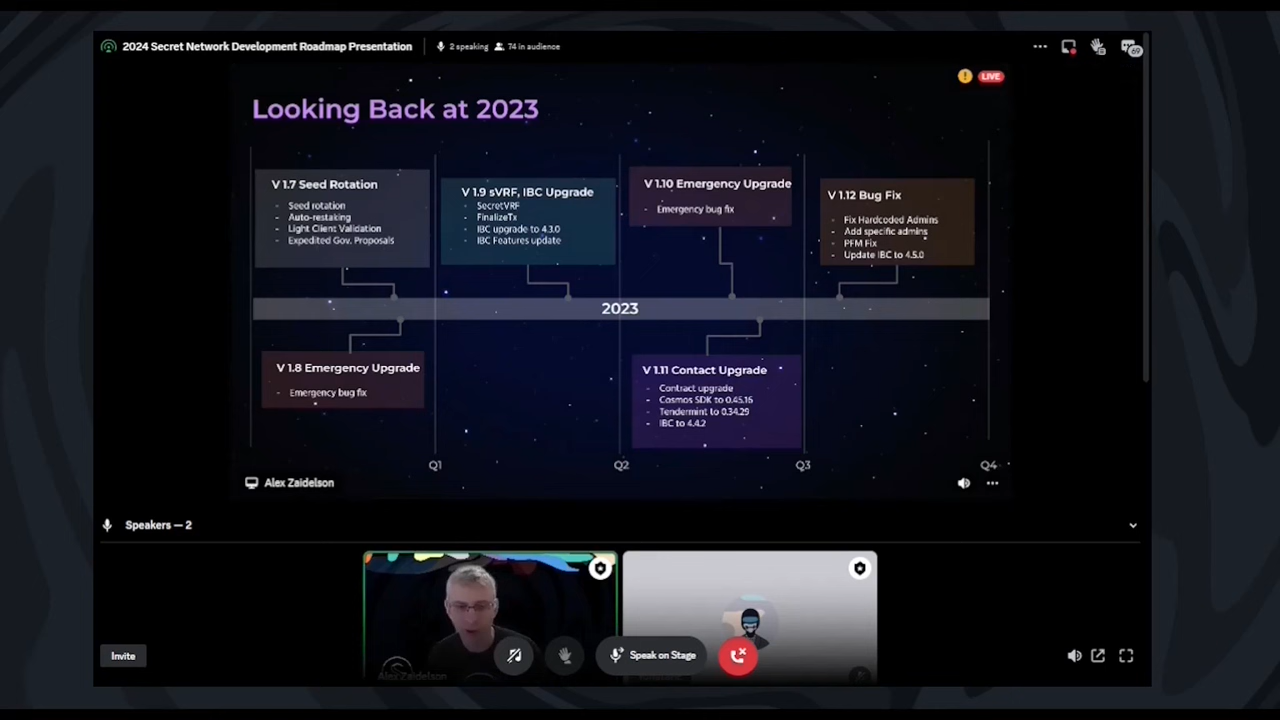 2024 Secret Network Development Roadmap Presentation
2 speaking
74 in audience
69
LIVE
Looking Back at 2023
V 1.7 Seed Rotation
- Seed rotation
- Auto-restaking
- Light Client Validation
- Expedited Gov. Proposals
V 1.9 sVRF, IBC Upgrade
- SecretVRF
- FinalizeTx
- IBC upgrade to 4.3.0
- IBC Features update
V 1.10 Emergency Upgrade
- Emergency bug fix
V 1.12 Bug Fix
- Fix Hardcoded Admins
- Add specific admins
- PFM Fix
- Update IBC to 4.5.0
2023
V 1.8 Emergency Upgrade
- Emergency bug fix
V 1.11 Contact Upgrade
- Contract upgrade
- Cosmos SDK to 0.45.16
- Tendermint to 0.34.29
- IBC to 4.4.2
Q1
Q2
Q3
Q4
Alex Zaidelson
Speakers — 2
Invite
Speak on Stage
Alex Zaidelson